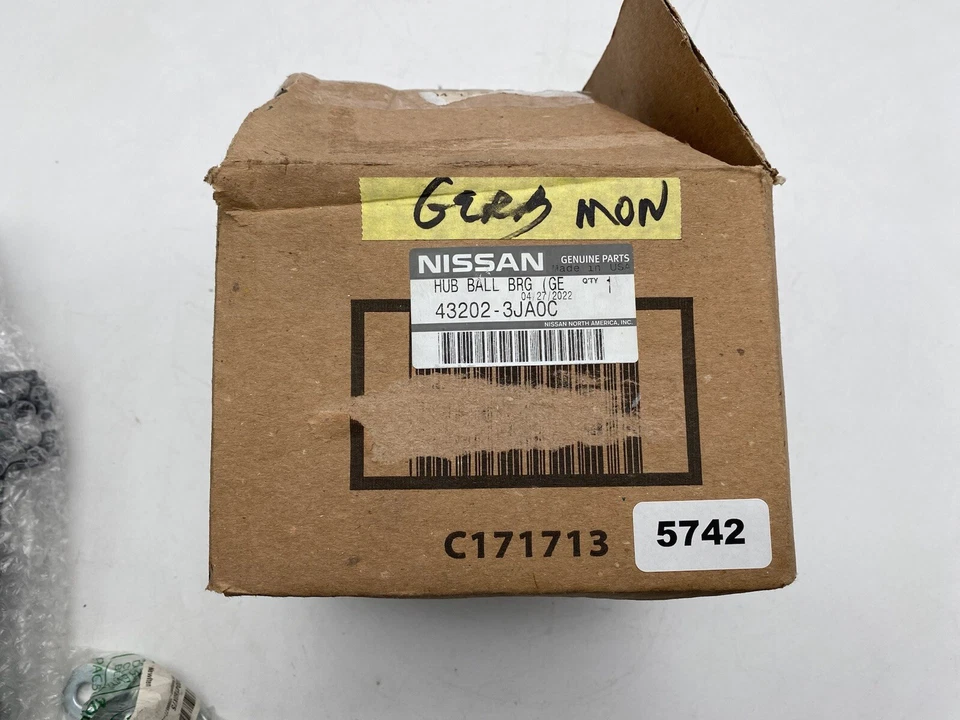 MON
NISSAN GENUINE PARTS
Made in USA
HUB BALL BRG (GE QTY 1
04/27/2022
43202-3JA0C
NISSAN NORTH AMERICA, INC.
C171713
5742